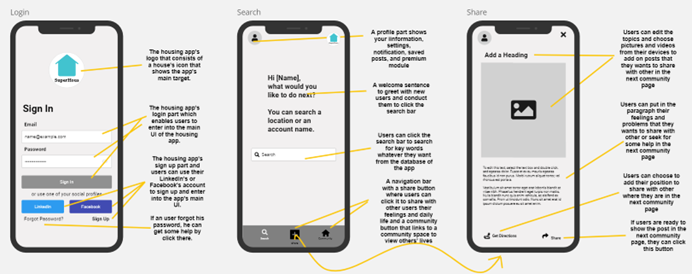 Login
SuperHous
Sign In
Email
name@example.com
Password
Sign In
or use one of your social profiles
LinkedIn
Facebook
Forgot Password?
Sign Up
The housing app's
logo that consists of
a house's icon that
shows the app's
main target.
The housing app's
login part which
enables users to
enter into the main
UI of the housing
app.
The housing app's
sign up part and
users can use their
LinkedIn's or
Facebook's account
to sign up and enter
into the app's main
UI.
If an user forgot his
password, he can
get some help by
click there.
Search
Hi [Name],
what would you
like to do next?
You can search a
location or an
account name.
Search
Search
Community
A profile part shows
your information,
settings,
notification, saved
posts, and premium
module
A welcome sentence
to greet with new
users and conduct
them to click the
search bar
Users can click the
search bar to search
for key words
whatever they want
from the database of
the app
A navigation bar
with a share button
where users can
click it to share with
other users their
feelings and daily
life and a community
button that links to a
community space to
view others' lives
Share
Add a Heading
Get Directions
Share
Users can edit the
topics and choose
pictures and videos
from their devices to
add on posts that
they want to share
with other in the next
community page
Users can put in the
paragraph their
feelings and
problems that they
want to share with
other or seek for
some help in the
next community
page
Users can choose to
add their position to
share with other
where they are in
the next community
page
If users are ready to
show the post in the
next community
page, they can click
this button